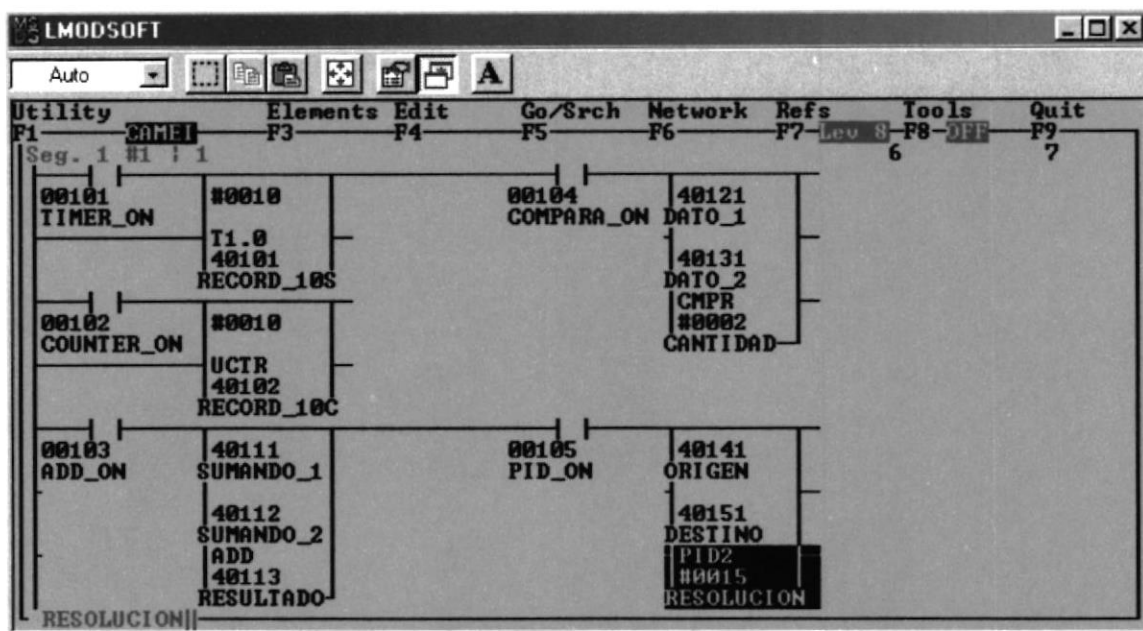 LMODSOFT
Auto A
Utility Elements Edit Go/Srch Network Refs Tools Quit
F1 CAMEI F3 F4 F5 F6 F7 Lev 8 F8 OFF F9
Seg. 1 #1 ¦ 1 6 7
00101 #0010 00104 40121
TIMER_ON COMPARA_ON DATO_1
T1.0
40101 40131
RECORD_10S DATO_2
CMPR
00102 #0010 #0002
COUNTER_ON CANTIDAD
UCTR
40102
RECORD_10C
00103 40111 00105 40141
ADD_ON SUMANDO_1 PID_ON ORIGEN
40112 40151
SUMANDO_2 DESTINO
ADD PID2
40113 #0015
RESULTADO RESOLUCION
RESOLUCION